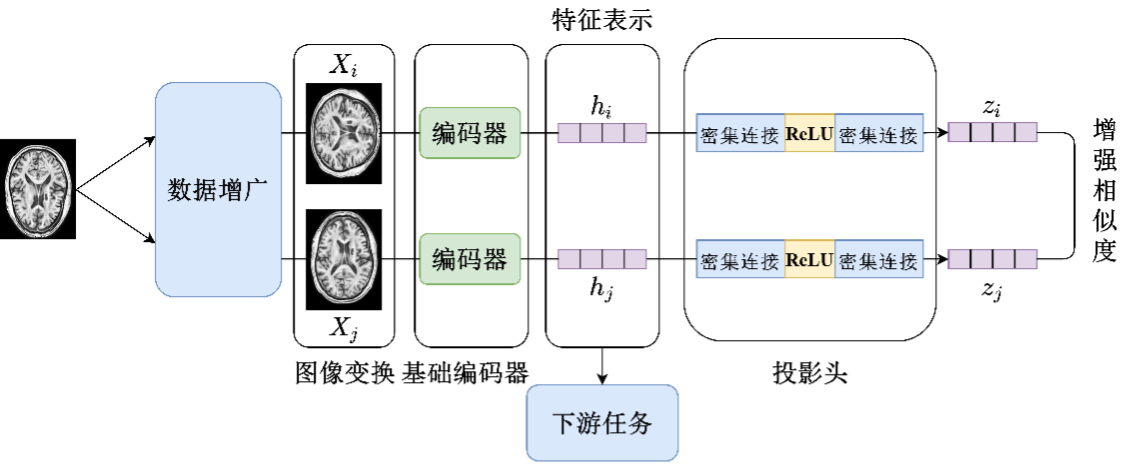 特征表示
数据增广
X_i
编码器
h_i
密集连接 ReLU 密集连接
z_i
增强相似度
编码器
h_j
密集连接 ReLU 密集连接
z_j
X_j
图像变换
基础编码器
投影头
下游任务